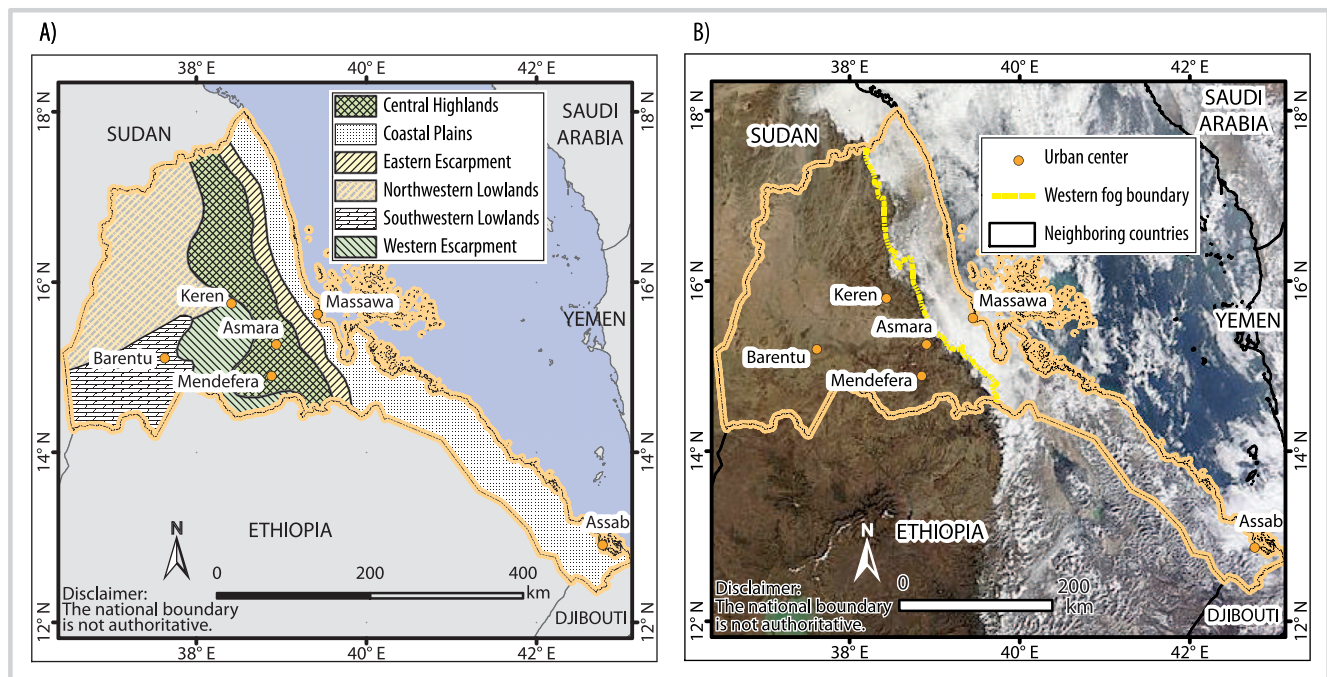 A)
38° E
40° E
42° E
18° N
16° N
14° N
12° N
SUDAN
SAUDI
ARABIA
YEMEN
ETHIOPIA
DJIBOUTI
Central Highlands
Coastal Plains
Eastern Escarpment
Northwestern Lowlands
Southwestern Lowlands
Western Escarpment
Keren
Massawa
Asmara
Barentu
Mendefera
Assab
N
0
200
400
km
Disclaimer:
The national boundary
is not authoritative.
18° N
16° N
14° N
12° N
38° E
40° E
42° E
B)
38° E
40° E
42° E
18° N
16° N
14° N
12° N
SUDAN
SAUDI
ARABIA
Urban center
Western fog boundary
Neighboring countries
Keren
Massawa
YEMEN
Asmara
Barentu
Mendefera
Assab
N
ETHIOPIA
0
200
km
Disclaimer:
The national boundary
is not authoritative.
DJIBOUTI
18° N
16° N
14° N
12° N
38° E
40° E
42° E